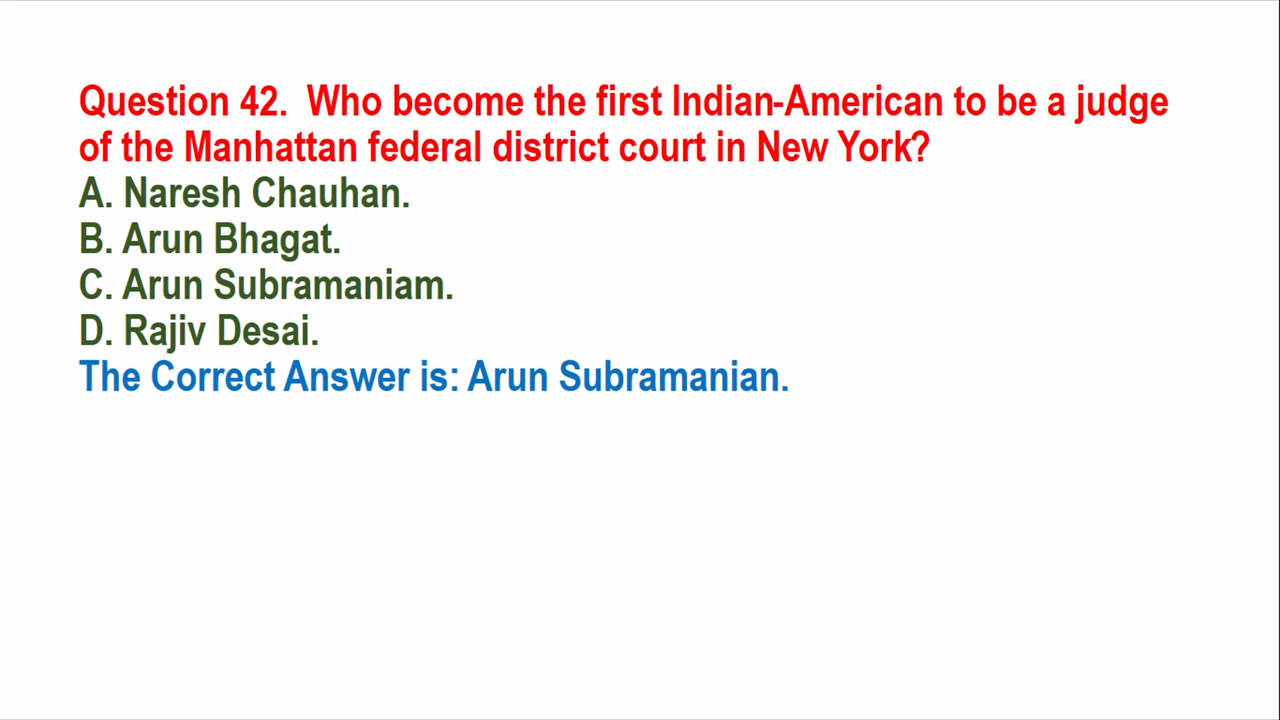 Question 42.  Who become the first Indian-American to be a judge
of the Manhattan federal district court in New York?
A. Naresh Chauhan.
B. Arun Bhagat.
C. Arun Subramaniam.
D. Rajiv Desai.
The Correct Answer is: Arun Subramanian.